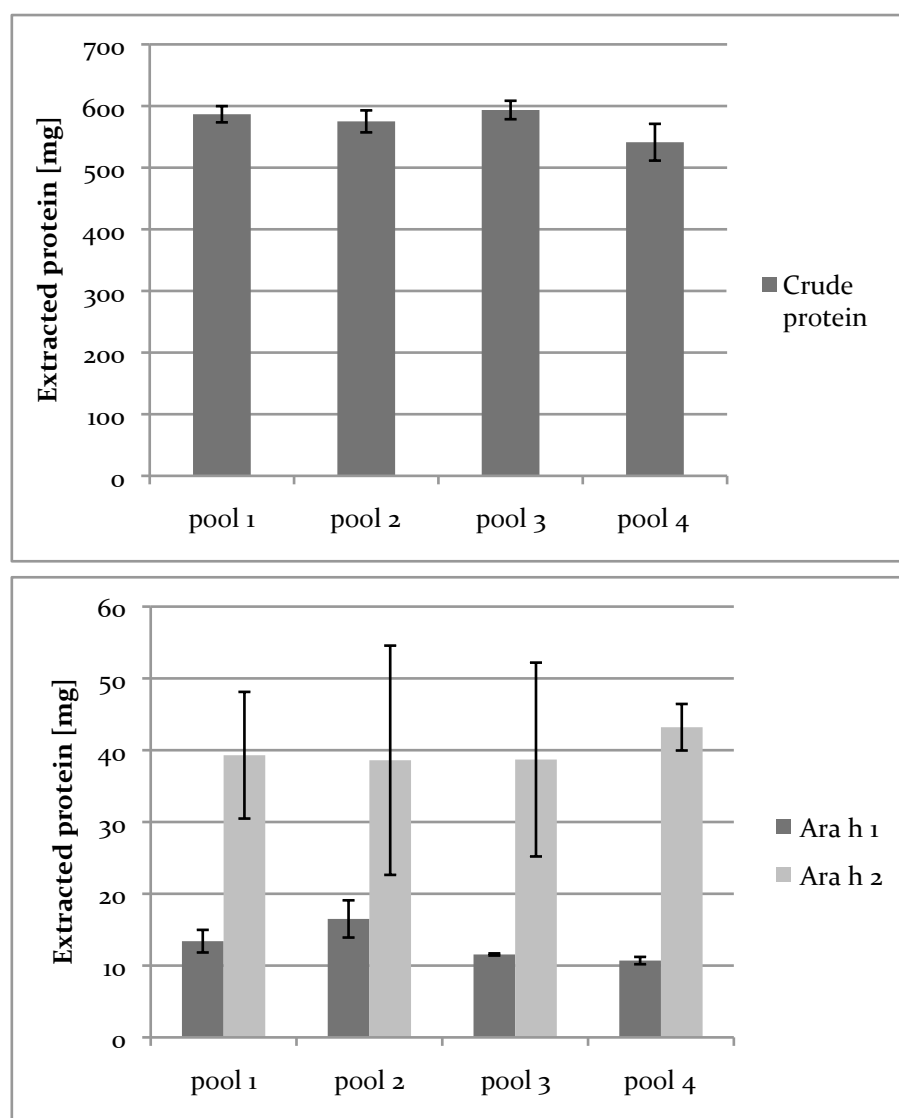 700
600
500
400
300
200
100
0
Extracted protein [mg]
pool 1 pool 2 pool 3 pool 4
Crude
protein
60
50
40
30
20
10
0
Extracted protein [mg]
pool 1 pool 2 pool 3 pool 4
Ara h 1
Ara h 2